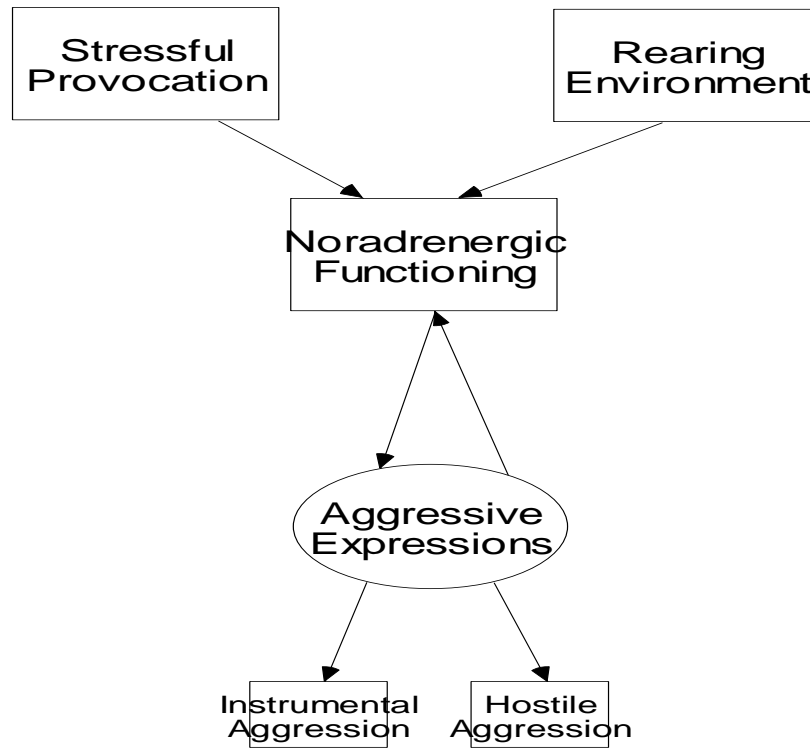 Stressful
Provocation
Rearing
Environment
Noradrenergic
Functioning
Aggressive
Expressions
Instrumental
Aggression
Hostile
Aggression